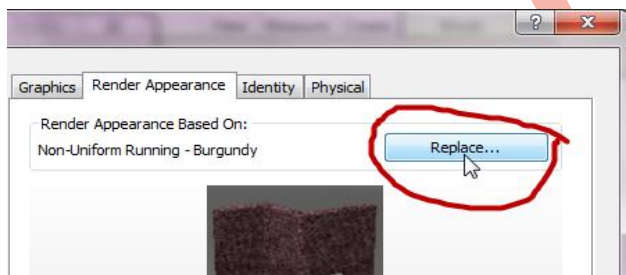 Graphics Render Appearance Identity Physical
Render Appearance Based On:
Non-Uniform Running - Burgundy
Replace...